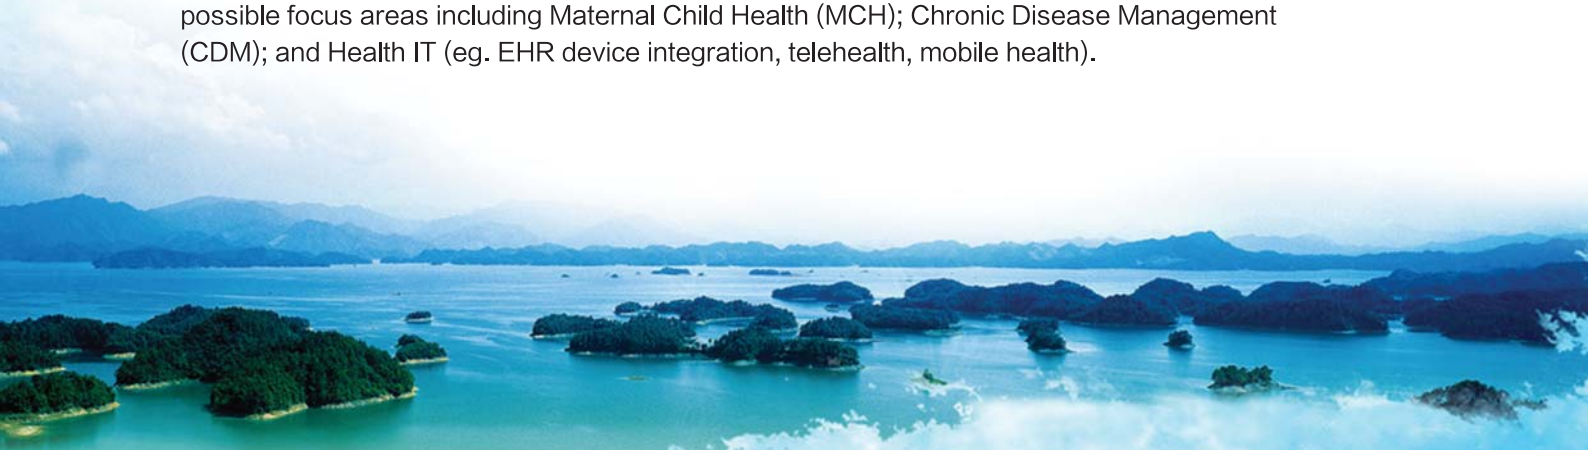 possible focus areas including Maternal Child Health (MCH); Chronic Disease Management
(CDM); and Health IT (eg. EHR device integration, telehealth, mobile health).